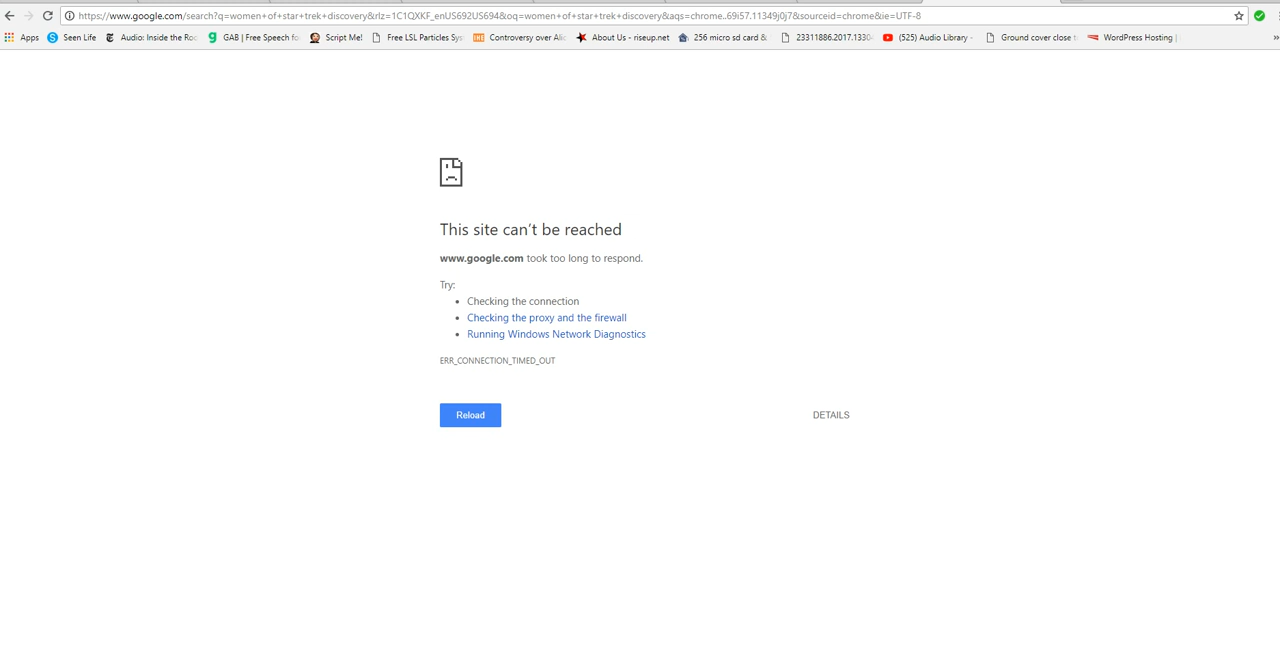 https://www.google.com/search?q=women+of+star+trek+discovery&rlz=1C1QXKF_enUS692US694&oq=women+of+star+trek+discovery&aqs=chrome..69i57.11349j0j7&sourceid=chrome&ie=UTF-8
Apps Seen Life Audio: Inside the Roo GAB | Free Speech fo Script Me! Free LSL Particles Sys Controversy over Alic About Us - riseup.net 256 micro sd card & 23311886.2017.1330 (525) Audio Library - Ground cover close t WordPress Hosting | »
This site can't be reached
www.google.com took too long to respond.
Try:
• Checking the connection
• Checking the proxy and the firewall
• Running Windows Network Diagnostics
ERR_CONNECTION_TIMED_OUT
Reload DETAILS